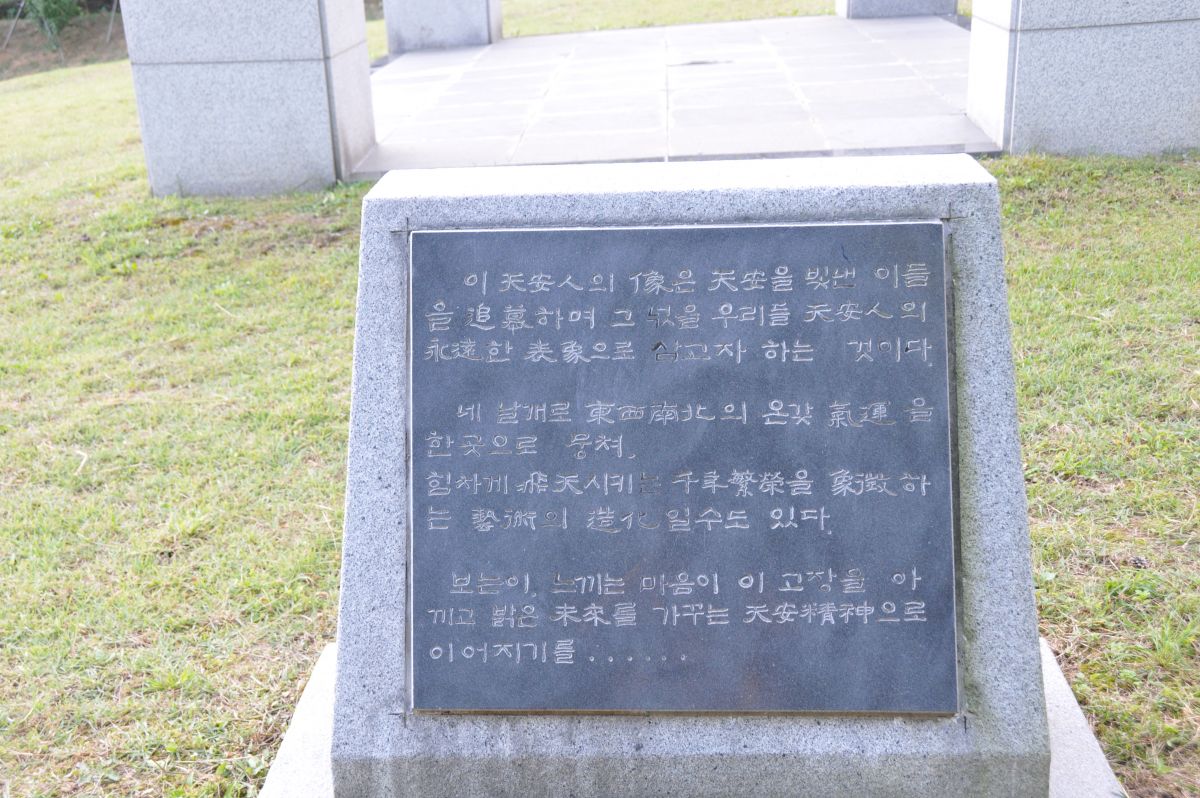 이 天安人의 像은 天安을 빛낸 이들
을 追慕하며 그 넋을 우리들 天安人의
永遠한 表象으로 삼고자 하는 것이다.
네 날개로 東西南北의 온갖 氣運을
한곳으로 뭉쳐.
힘차게 飛天시키는 千年繁榮을 象徵하
는 藝術의 造化일수도 있다.
보는이. 느끼는 마음이 이 고장을 아
끼고 밝은 未來를 가꾸는 天安精神으로
이어지기를......